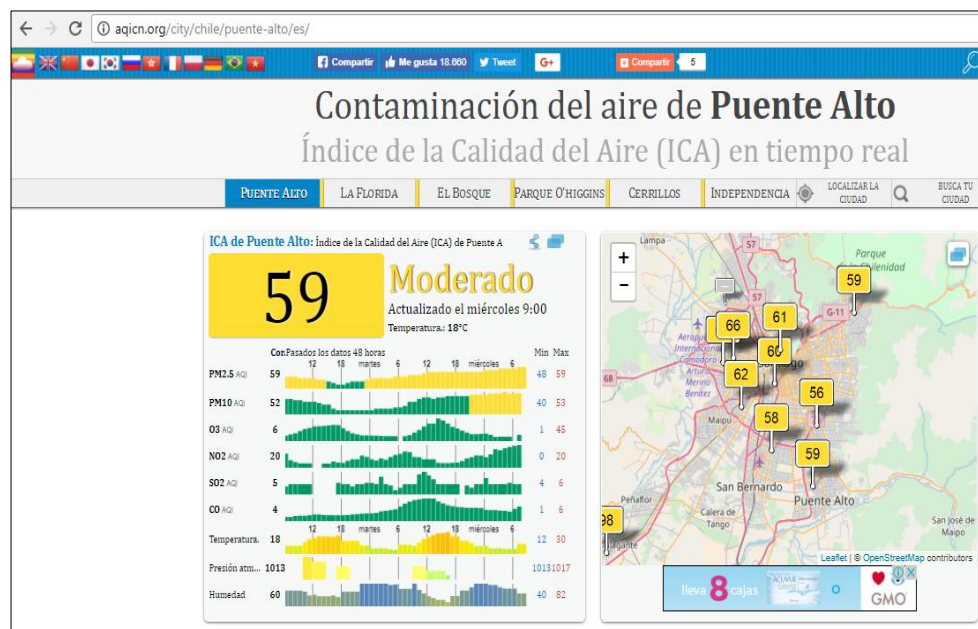 aqicn.org/city/chile/puente-alto/es/
Compartir Me gusta 18.660 Tweet G+ Compartir 5
Contaminación del aire de Puente Alto
Índice de la Calidad del Aire (ICA) en tiempo real
PUENTE ALTO LA FLORIDA EL BOSQUE PARQUE O'HIGGINS CERRILLOS INDEPENDENCIA LOCALIZAR LA CIUDAD BUSCA TU CIUDAD
ICA de Puente Alto: Índice de la Calidad del Aire (ICA) de Puente A
59
Moderado
Actualizado el miércoles 9:00
Temperatura.: 18°C
Con Pasados los datos 48 horas Min Max
12 18 martes 6 12 18 miércoles 6
PM2.5 AQI 59 48 59
PM10 AQI 52 40 53
O3 AQI 6 1 45
NO2 AQI 20 0 20
SO2 AQI 5 4 6
CO AQI 4 1 6
12 18 martes 6 12 18 miércoles 6
Temperatura. 18 12 30
Presión atm... 1013 1013 1017
Humedad 60 40 82
+
−
Lampa
57
Parque
Chilenidad
59
57
G-11
61
66
60
68
Internacional
Comodoro
Arturo
Merino
Benítez
62
56
Maipú
58
59
San Bernardo
Puente Alto
Peñaflor
Calera de
Tango
98
San José de
Maipo
Leaflet | © OpenStreetMap contributors
lleva 8 cajas ACUVUE o GMO